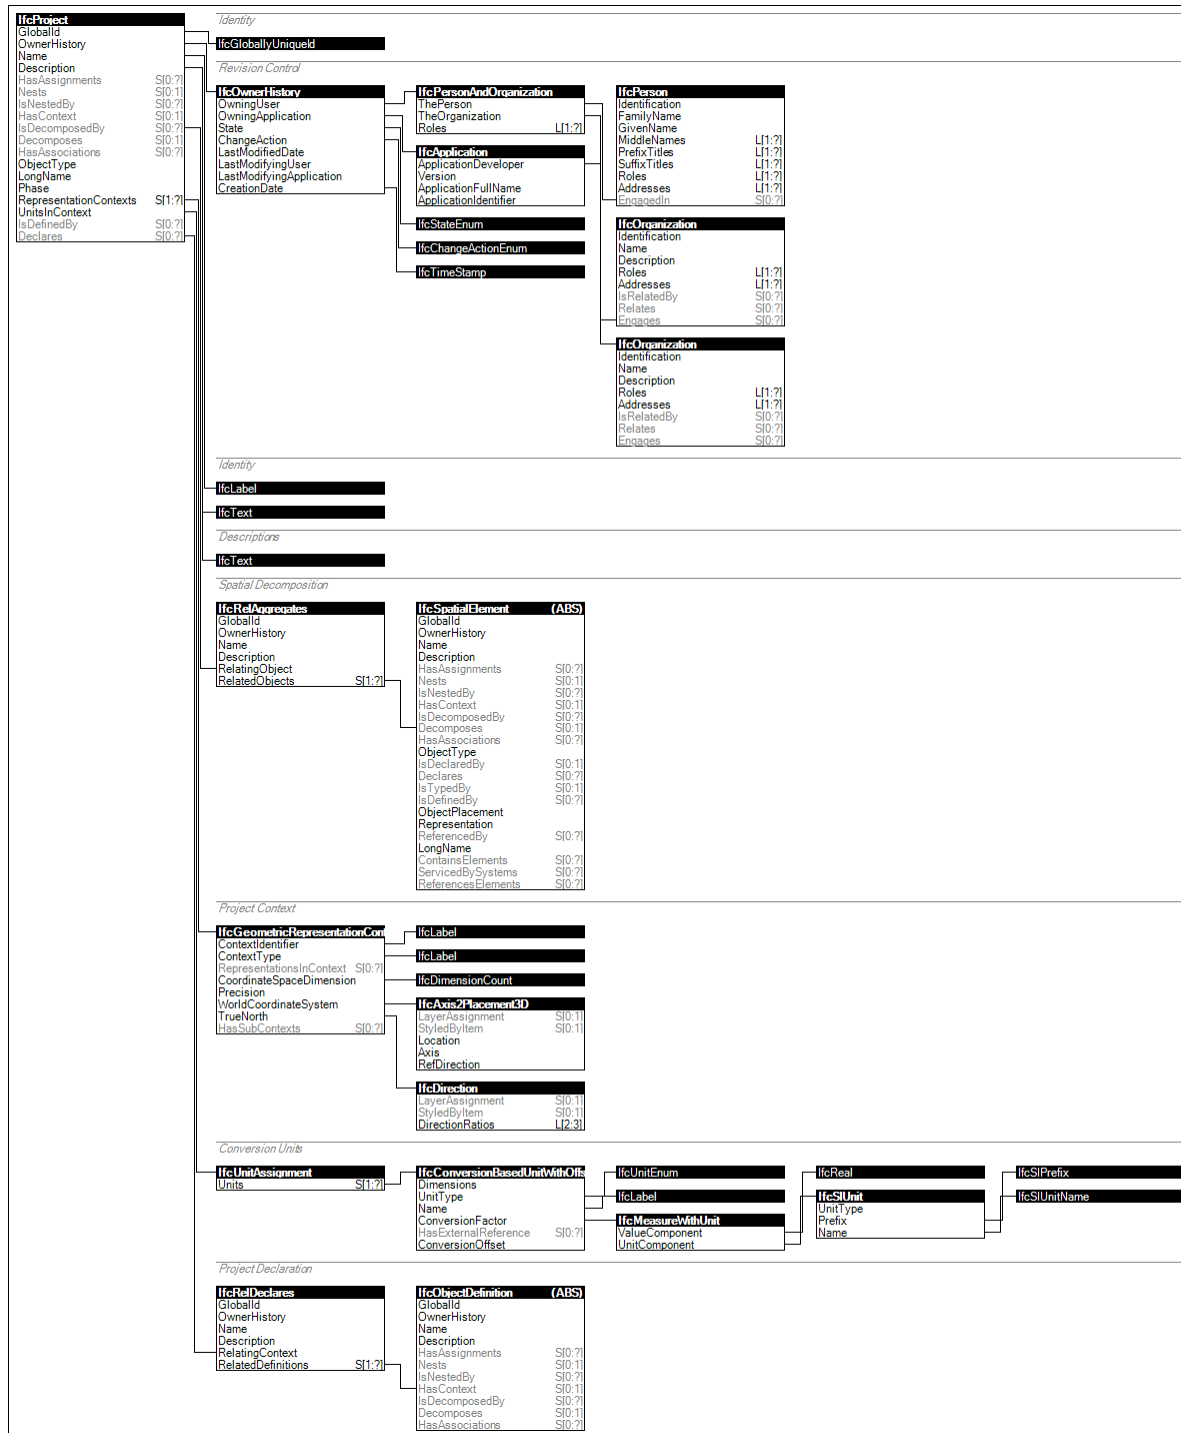 IfcProject
GlobalId
OwnerHistory
Name
Description
HasAssignments S[0:?]
Nests S[0:1]
IsNestedBy S[0:?]
HasContext S[0:1]
IsDecomposedBy S[0:?]
Decomposes S[0:1]
HasAssociations S[0:?]
ObjectType
LongName
Phase
RepresentationContexts S[1:?]
UnitsInContext
IsDefinedBy S[0:?]
Declares S[0:?]
Identity
IfcGloballyUniqueId
Revision Control
IfcOwnerHistory
OwningUser
OwningApplication
State
ChangeAction
LastModifiedDate
LastModifyingUser
LastModifyingApplication
CreationDate
IfcPersonAndOrganization
ThePerson
TheOrganization
Roles L[1:?]
IfcApplication
ApplicationDeveloper
Version
ApplicationFullName
ApplicationIdentifier
IfcStateEnum
IfcChangeActionEnum
IfcTimeStamp
IfcPerson
Identification
FamilyName
GivenName
MiddleNames L[1:?]
PrefixTitles L[1:?]
SuffixTitles L[1:?]
Roles L[1:?]
Addresses L[1:?]
EngagedIn S[0:?]
IfcOrganization
Identification
Name
Description
Roles L[1:?]
Addresses L[1:?]
IsRelatedBy S[0:?]
Relates S[0:?]
Engages S[0:?]
IfcOrganization
Identification
Name
Description
Roles L[1:?]
Addresses L[1:?]
IsRelatedBy S[0:?]
Relates S[0:?]
Engages S[0:?]
Identity
IfcLabel
IfcText
Descriptions
IfcText
Spatial Decomposition
IfcRelAggregates
GlobalId
OwnerHistory
Name
Description
RelatingObject
RelatedObjects S[1:?]
IfcSpatialElement (ABS)
GlobalId
OwnerHistory
Name
Description
HasAssignments S[0:?]
Nests S[0:1]
IsNestedBy S[0:?]
HasContext S[0:1]
IsDecomposedBy S[0:?]
Decomposes S[0:1]
HasAssociations S[0:?]
ObjectType
IsDeclaredBy S[0:1]
Declares S[0:?]
IsTypedBy S[0:1]
IsDefinedBy S[0:?]
ObjectPlacement
Representation
ReferencedBy S[0:?]
LongName
ContainsElements S[0:?]
ServicedBySystems S[0:?]
ReferencesElements S[0:?]
Project Context
IfcGeometricRepresentationCont
ContextIdentifier
ContextType
RepresentationsInContext S[0:?]
CoordinateSpaceDimension
Precision
WorldCoordinateSystem
TrueNorth
HasSubContexts S[0:?]
IfcLabel
IfcLabel
IfcDimensionCount
IfcAxis2Placement3D
LayerAssignment S[0:1]
StyledByItem S[0:1]
Location
Axis
RefDirection
IfcDirection
LayerAssignment S[0:1]
StyledByItem S[0:1]
DirectionRatios L[2:3]
Conversion Units
IfcUnitAssignment
Units S[1:?]
IfcConversionBasedUnitWithOffs
Dimensions
UnitType
Name
ConversionFactor
HasExternalReference S[0:?]
ConversionOffset
IfcUnitEnum
IfcLabel
IfcMeasureWithUnit
ValueComponent
UnitComponent
IfcReal
IfcSIUnit
UnitType
Prefix
Name
IfcSIPrefix
IfcSIUnitName
Project Declaration
IfcRelDeclares
GlobalId
OwnerHistory
Name
Description
RelatingContext
RelatedDefinitions S[1:?]
IfcObjectDefinition (ABS)
GlobalId
OwnerHistory
Name
Description
HasAssignments S[0:?]
Nests S[0:1]
IsNestedBy S[0:?]
HasContext S[0:1]
IsDecomposedBy S[0:?]
Decomposes S[0:1]
HasAssociations S[0:?]